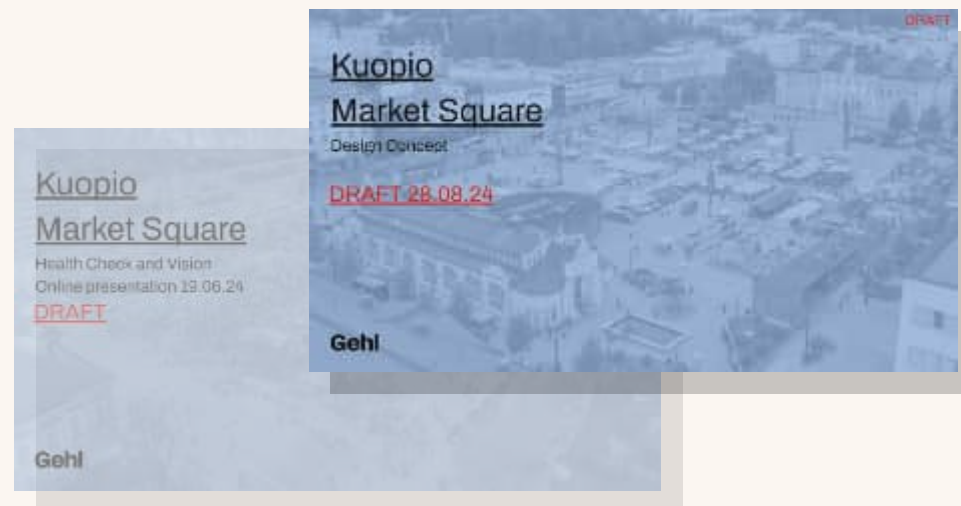 DRAFT
Kuopio
Market Square
Design Concept
DRAFT 28.08.24
Gehl
Kuopio
Market Square
Health Check and Vision
Online presentation 19.06.24
DRAFT
Gehl